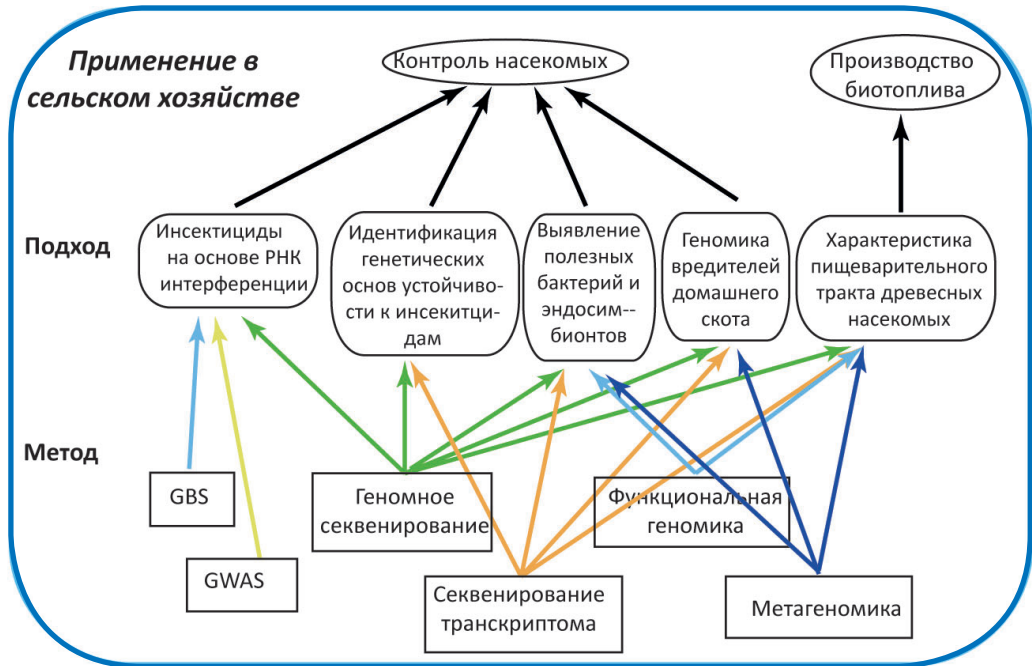 Применение в
сельском хозяйстве
Контроль насекомых
Производство
биотоплива
Подход
Инсектициды
на основе РНК
интерференции
Идентификация
генетических
основ устойчиво-
сти к инсекитци-
дам
Выявление
полезных
бактерий и
эндосим--
бионтов
Геномика
вредителей
домашнего
скота
Характеристика
пищеварительного
тракта древесных
насекомых
Метод
GBS
GWAS
Геномное
секвенирование
Секвенирование
транскриптома
Функциональная
геномика
Метагеномика